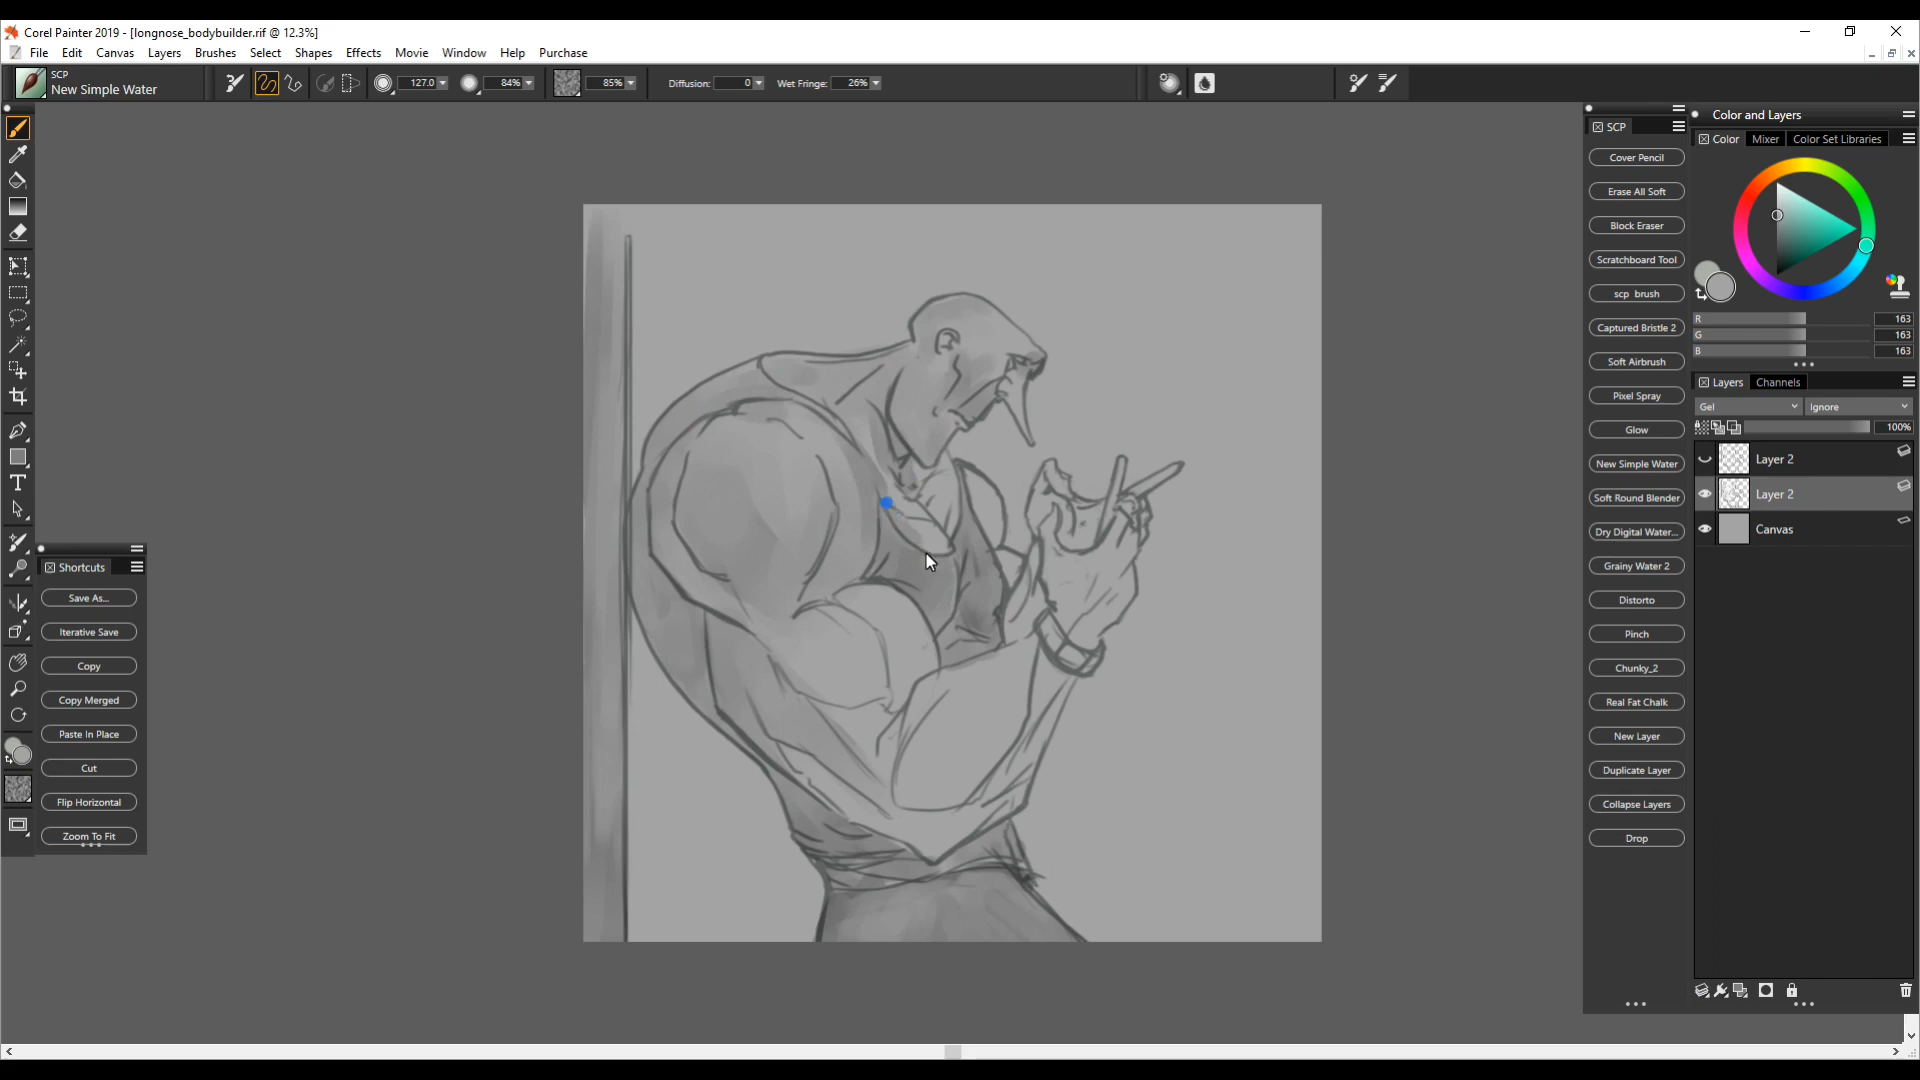 Corel Painter 2019 - [longnose_bodybuilder.rif @ 12.3%]
File Edit Canvas Layers Brushes Select Shapes Effects Movie Window Help Purchase
SCP
New Simple Water
127.0 84% 85% Diffusion: 0 Wet Fringe: 26%
Shortcuts
Save As...
Iterative Save
Copy
Copy Merged
Paste In Place
Cut
Flip Horizontal
Zoom To Fit
SCP
Cover Pencil
Erase All Soft
Block Eraser
Scratchboard Tool
scp brush
Captured Bristle 2
Soft Airbrush
Pixel Spray
Glow
New Simple Water
Soft Round Blender
Dry Digital Water...
Grainy Water 2
Distorto
Pinch
Chunky_2
Real Fat Chalk
New Layer
Duplicate Layer
Collapse Layers
Drop
Color and Layers
Color Mixer Color Set Libraries
R 163
G 163
B 163
Layers Channels
Gel Ignore
100%
Layer 2
Layer 2
Canvas